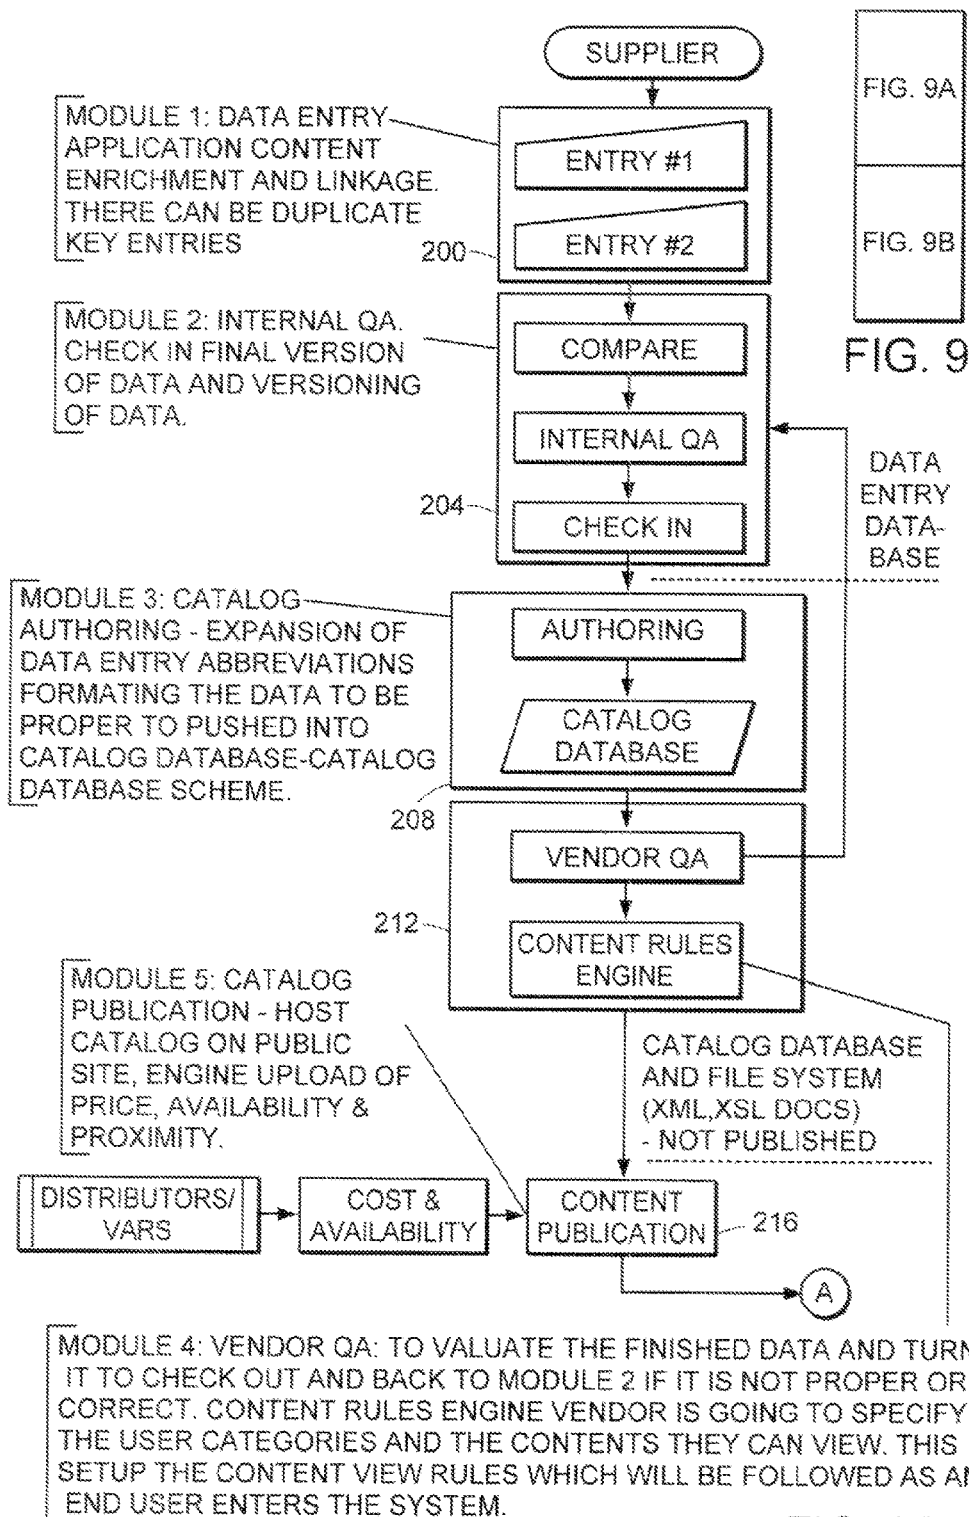 SUPPLIER
FIG. 9A
FIG. 9B
FIG. 9
MODULE 1: DATA ENTRY
APPLICATION CONTENT
ENRICHMENT AND LINKAGE.
THERE CAN BE DUPLICATE
KEY ENTRIES
ENTRY #1
ENTRY #2
200
MODULE 2: INTERNAL QA.
CHECK IN FINAL VERSION
OF DATA AND VERSIONING
OF DATA.
COMPARE
INTERNAL QA
CHECK IN
204
DATA
ENTRY
DATA-
BASE
MODULE 3: CATALOG
AUTHORING - EXPANSION OF
DATA ENTRY ABBREVIATIONS
FORMATING THE DATA TO BE
PROPER TO PUSHED INTO
CATALOG DATABASE-CATALOG
DATABASE SCHEME.
AUTHORING
CATALOG
DATABASE
208
VENDOR QA
CONTENT RULES
ENGINE
212
MODULE 5: CATALOG
PUBLICATION - HOST
CATALOG ON PUBLIC
SITE, ENGINE UPLOAD OF
PRICE, AVAILABILITY &
PROXIMITY.
CATALOG DATABASE
AND FILE SYSTEM
(XML,XSL DOCS)
- NOT PUBLISHED
DISTRIBUTORS/
VARS
COST &
AVAILABILITY
CONTENT
PUBLICATION
216
A
MODULE 4: VENDOR QA: TO VALUATE THE FINISHED DATA AND TURN
IT TO CHECK OUT AND BACK TO MODULE 2 IF IT IS NOT PROPER OR
CORRECT. CONTENT RULES ENGINE VENDOR IS GOING TO SPECIFY
THE USER CATEGORIES AND THE CONTENTS THEY CAN VIEW. THIS
SETUP THE CONTENT VIEW RULES WHICH WILL BE FOLLOWED AS AN
END USER ENTERS THE SYSTEM.